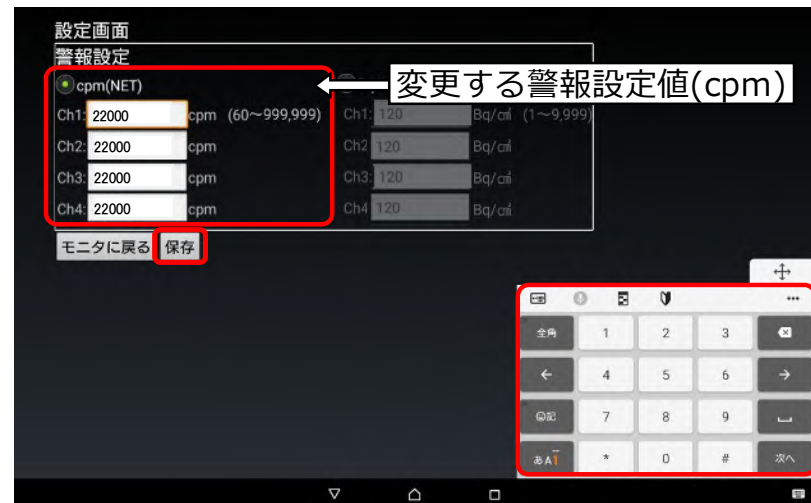 設定画面
警報設定
cpm(NET)
変更する警報設定値(cpm)
Ch1: 22000 cpm (60～999,999) Ch1: 120 Bq/c㎡ (1～9,999)
Ch2: 22000 cpm Ch2 120 Bq/c㎡
Ch3: 22000 cpm Ch3: 120 Bq/c㎡
Ch4: 22000 cpm Ch4 120 Bq/c㎡
モニタに戻る 保存
全角 1 2 3
← 4 5 6 →
☺記 7 8 9
あA1 * 0 # 次へ